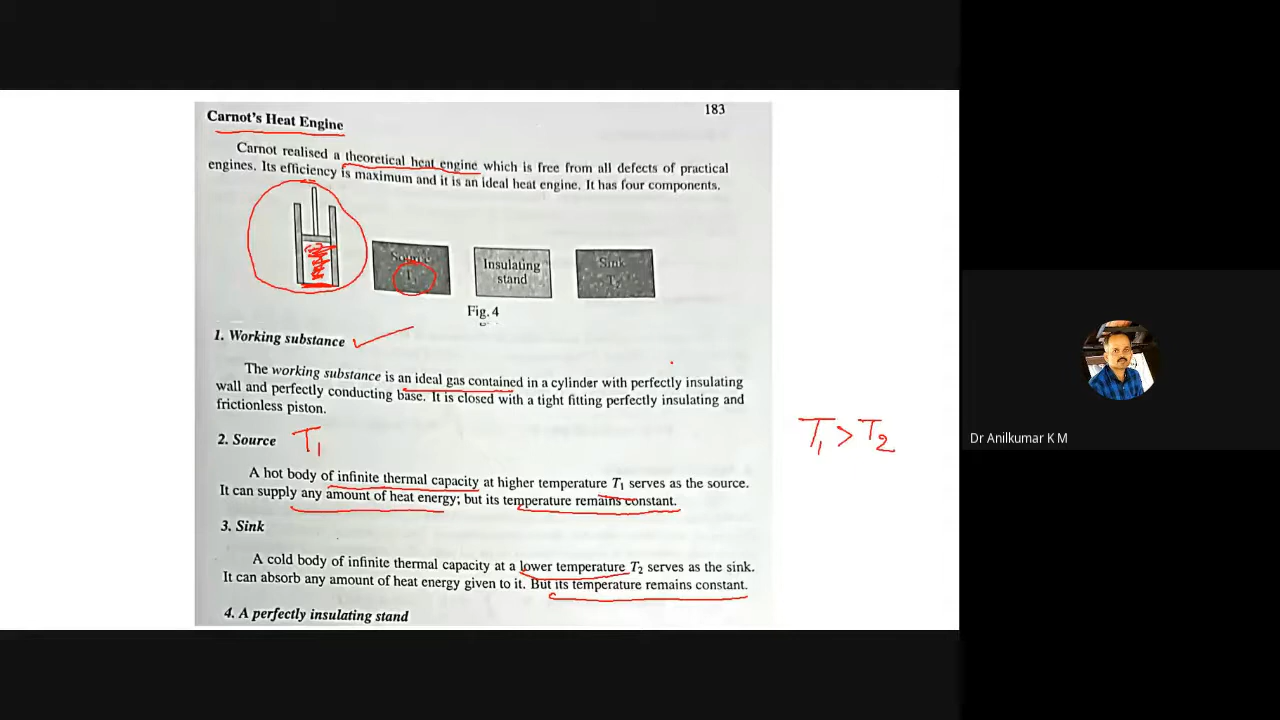 183
Carnot's Heat Engine
Carnot realised a theoretical heat engine which is free from all defects of practical
engines. Its efficiency is maximum and it is an ideal heat engine. It has four components.
Source
T₁
Insulating
stand
Sink
T₂
Fig. 4
1. Working substance
The working substance is an ideal gas contained in a cylinder with perfectly insulating
wall and perfectly conducting base. It is closed with a tight fitting perfectly insulating and
frictionless piston.
2. Source T₁
T₁ > T₂
A hot body of infinite thermal capacity at higher temperature T₁ serves as the source.
It can supply any amount of heat energy; but its temperature remains constant.
3. Sink
A cold body of infinite thermal capacity at a lower temperature T₂ serves as the sink.
It can absorb any amount of heat energy given to it. But its temperature remains constant.
4. A perfectly insulating stand
Dr Anilkumar K M